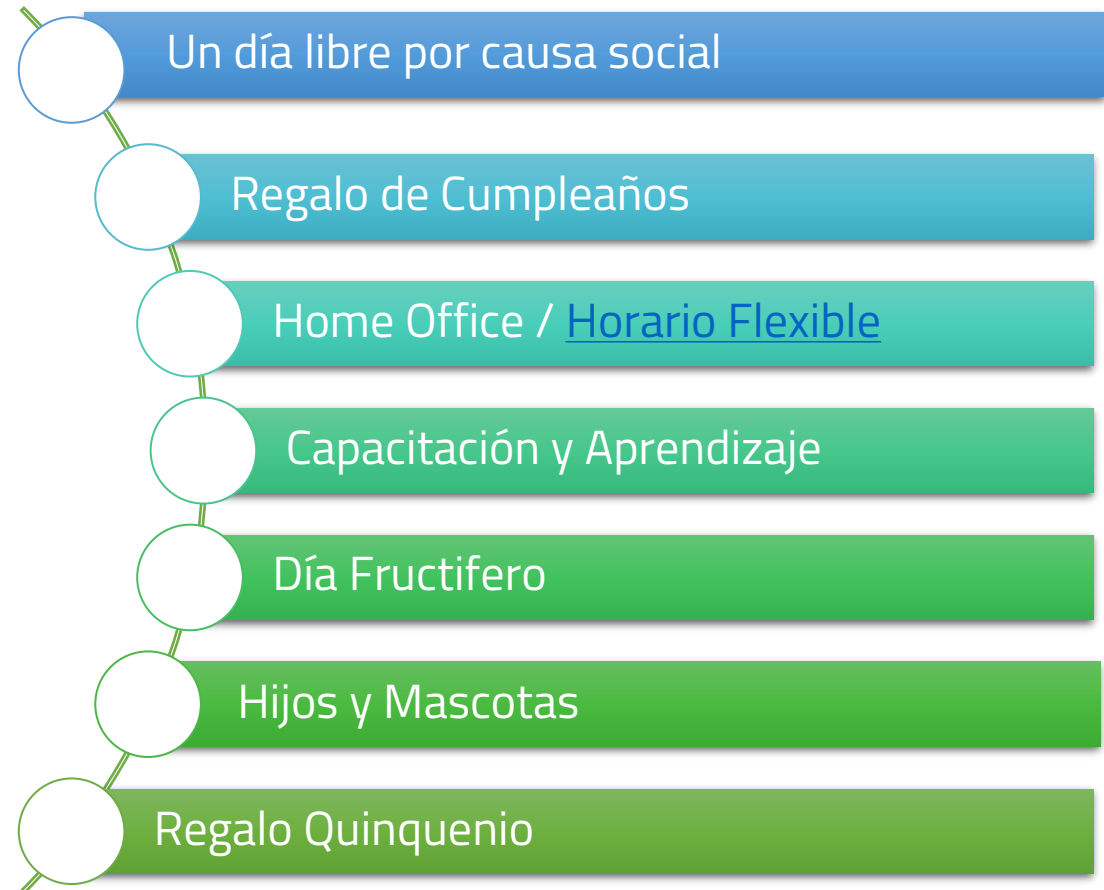 Un día libre por causa social
Regalo de Cumpleaños
Home Office / Horario Flexible
Capacitación y Aprendizaje
Día Fructifero
Hijos y Mascotas
Regalo Quinquenio